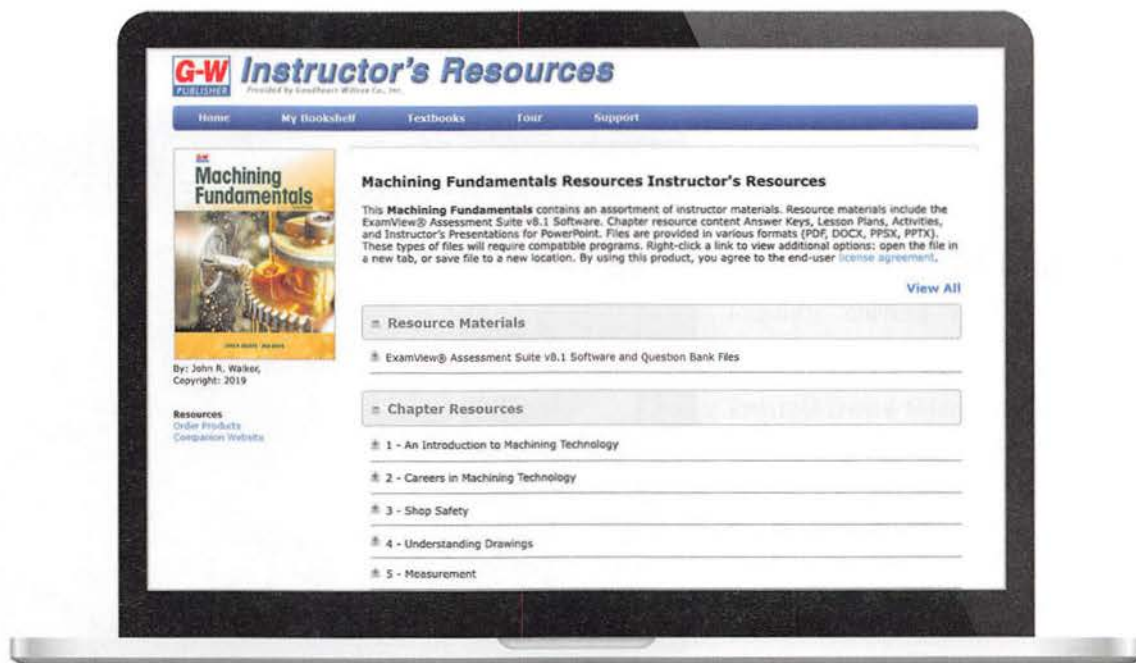 G-W
PUBLISHER
Instructor's Resources
Provided by Goodheart-Willcox Co., Inc.
Home My Bookshelf Textbooks Tour Support
G-W
Machining
Fundamentals
By: John R. Walker,
Copyright: 2019
Resources
Order Products
Companion Website
Machining Fundamentals Resources Instructor's Resources
This Machining Fundamentals contains an assortment of instructor materials. Resource materials include the
ExamView® Assessment Suite v8.1 Software. Chapter resource content Answer Keys, Lesson Plans, Activities,
and Instructor's Presentations for PowerPoint. Files are provided in various formats (PDF, DOCX, PPSX, PPTX).
These types of files will require compatible programs. Right-click a link to view additional options: open the file in
a new tab, or save file to a new location. By using this product, you agree to the end-user license agreement.
View All
Resource Materials
ExamView® Assessment Suite v8.1 Software and Question Bank Files
Chapter Resources
1 - An Introduction to Machining Technology
2 - Careers in Machining Technology
3 - Shop Safety
4 - Understanding Drawings
5 - Measurement